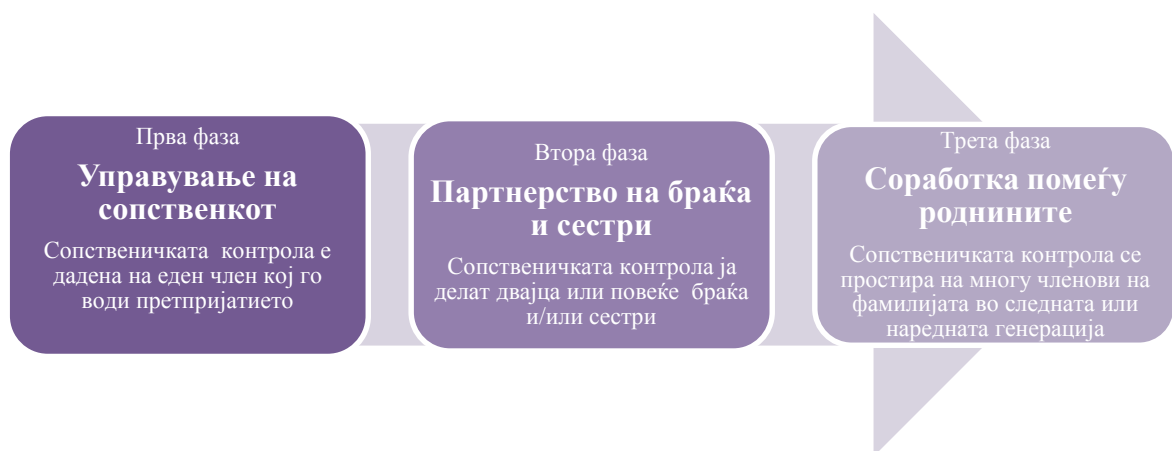 Прва фаза
Управување на
сопственкот
Сопственичката  контрола е
дадена на еден член кој го
води претпријатието
Втора фаза
Партнерство на браќа
и сестри
Сопственичката контрола ја
делат двајца или повеќе  браќа
и/или сестри
Трета фаза
Соработка помеѓу
роднините
Сопственичката контрола се
простира на многу членови на
фамилијата во следната или
наредната генерација